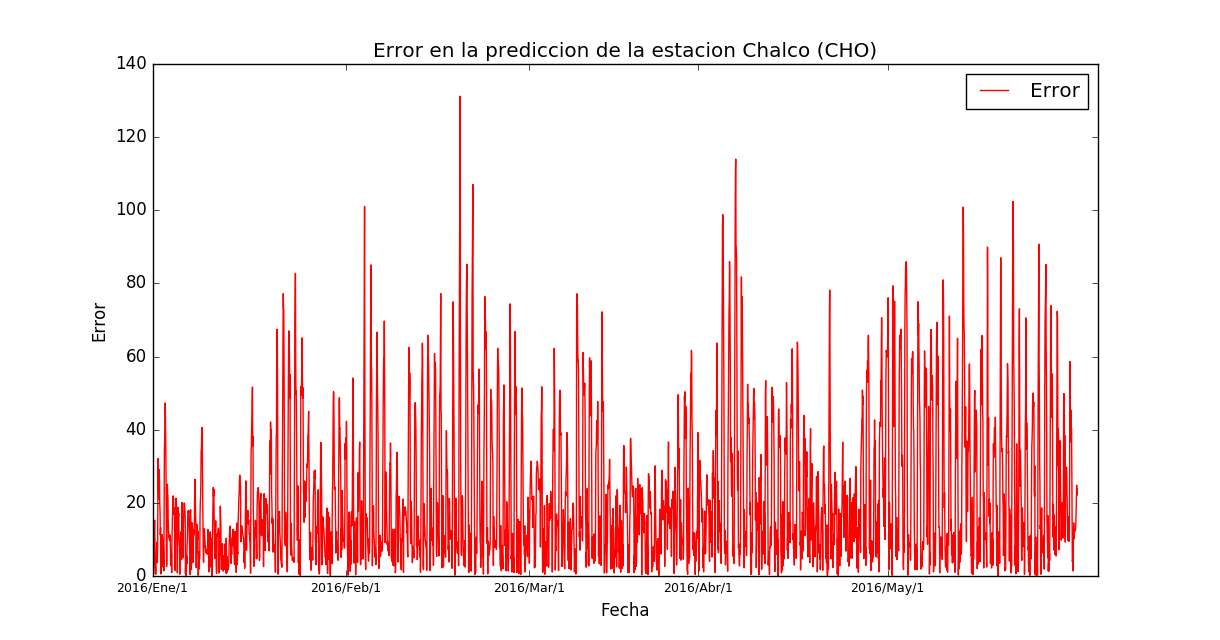 Error en la prediccion de la estacion Chalco (CHO)
140
120
100
80
60
40
20
0
Error
Error
2016/Ene/1 2016/Feb/1 2016/Mar/1 2016/Abr/1 2016/May/1
Fecha